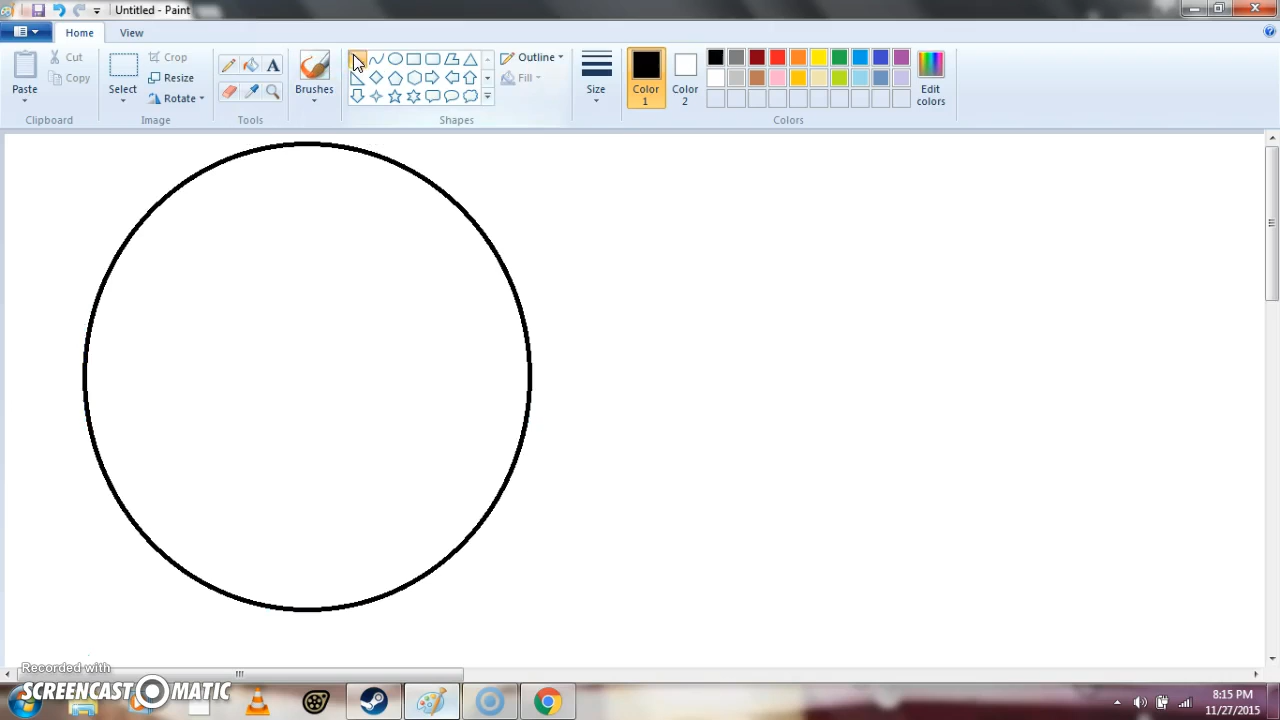 Untitled - Paint
Home View
Paste
Cut
Copy
Clipboard
Select
Crop
Resize
Rotate
Image
A
Tools
Brushes
Outline
Fill
Shapes
Size
Color 1
Color 2
Edit colors
Colors
Recorded with
SCREENCAST MATIC
8:15 PM
11/27/2015